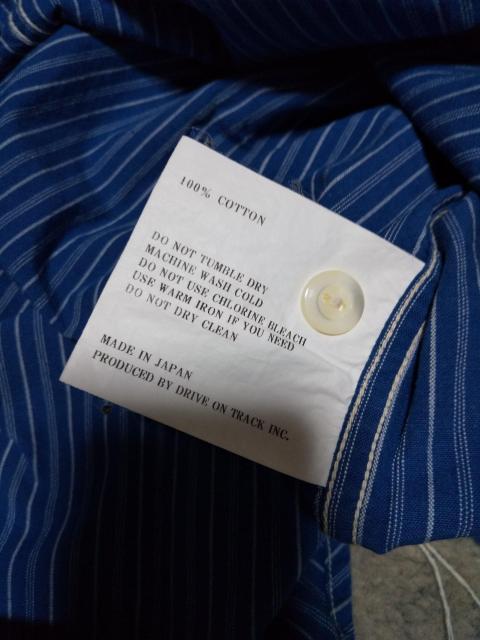 100% COTTON
DO NOT TUMBLE DRY
MACHINE WASH COLD
DO NOT USE CHLORINE BLEACH
USE WARM IRON IF YOU NEED
DO NOT DRY CLEAN
MADE IN JAPAN
PRODUCED BY DRIVE ON TRACK INC.